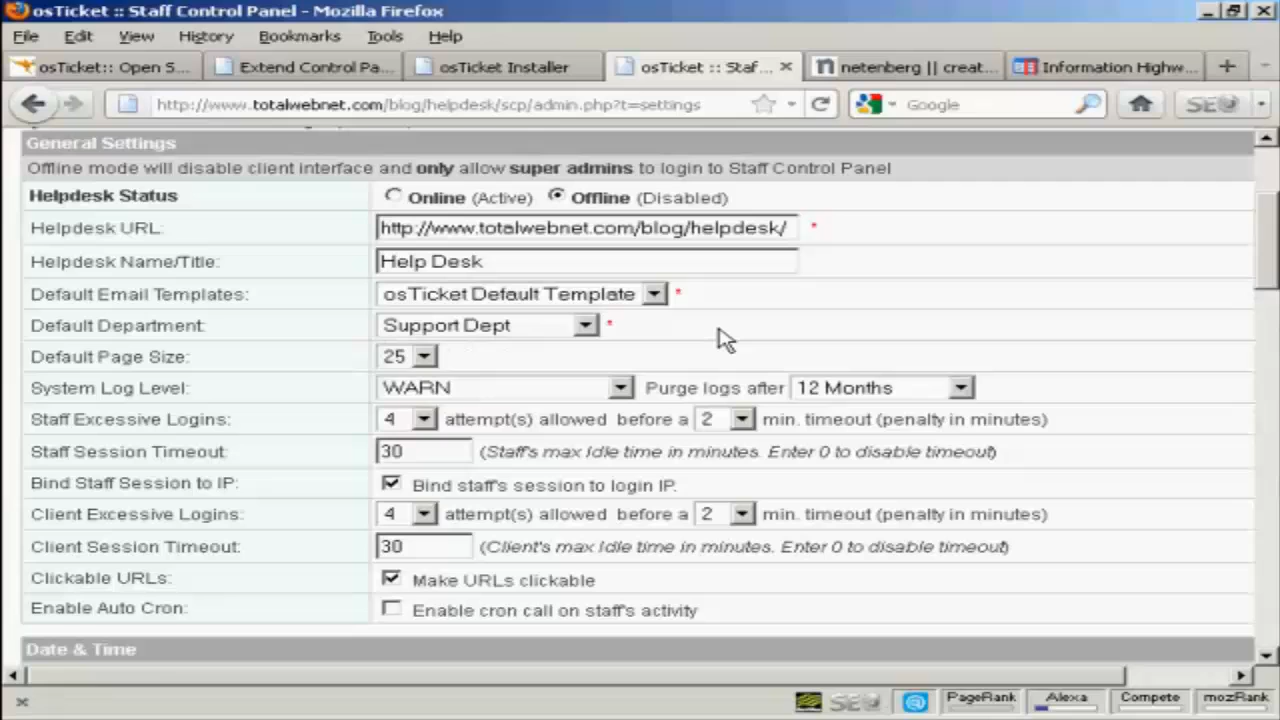 osTicket :: Staff Control Panel - Mozilla Firefox
File Edit View History Bookmarks Tools Help
osTicket:: Open S... Extend Control Pa... osTicket Installer osTicket :: Staf... netenberg || creat... Information Highw...
http://www.totalwebnet.com/blog/helpdesk/scp/admin.php?t=settings Google SEO
General Settings
Offline mode will disable client interface and only allow super admins to login to Staff Control Panel
Helpdesk Status Online (Active) Offline (Disabled)
Helpdesk URL: http://www.totalwebnet.com/blog/helpdesk/ *
Helpdesk Name/Title: Help Desk
Default Email Templates: osTicket Default Template *
Default Department: Support Dept *
Default Page Size: 25
System Log Level: WARN Purge logs after 12 Months
Staff Excessive Logins: 4 attempt(s) allowed before a 2 min. timeout (penalty in minutes)
Staff Session Timeout: 30 (Staff's max Idle time in minutes. Enter 0 to disable timeout)
Bind Staff Session to IP: Bind staff's session to login IP.
Client Excessive Logins: 4 attempt(s) allowed before a 2 min. timeout (penalty in minutes)
Client Session Timeout: 30 (Client's max Idle time in minutes. Enter 0 to disable timeout)
Clickable URLs: Make URLs clickable
Enable Auto Cron: Enable cron call on staff's activity
Date & Time
SEO PageRank Alexa Compete mozRank